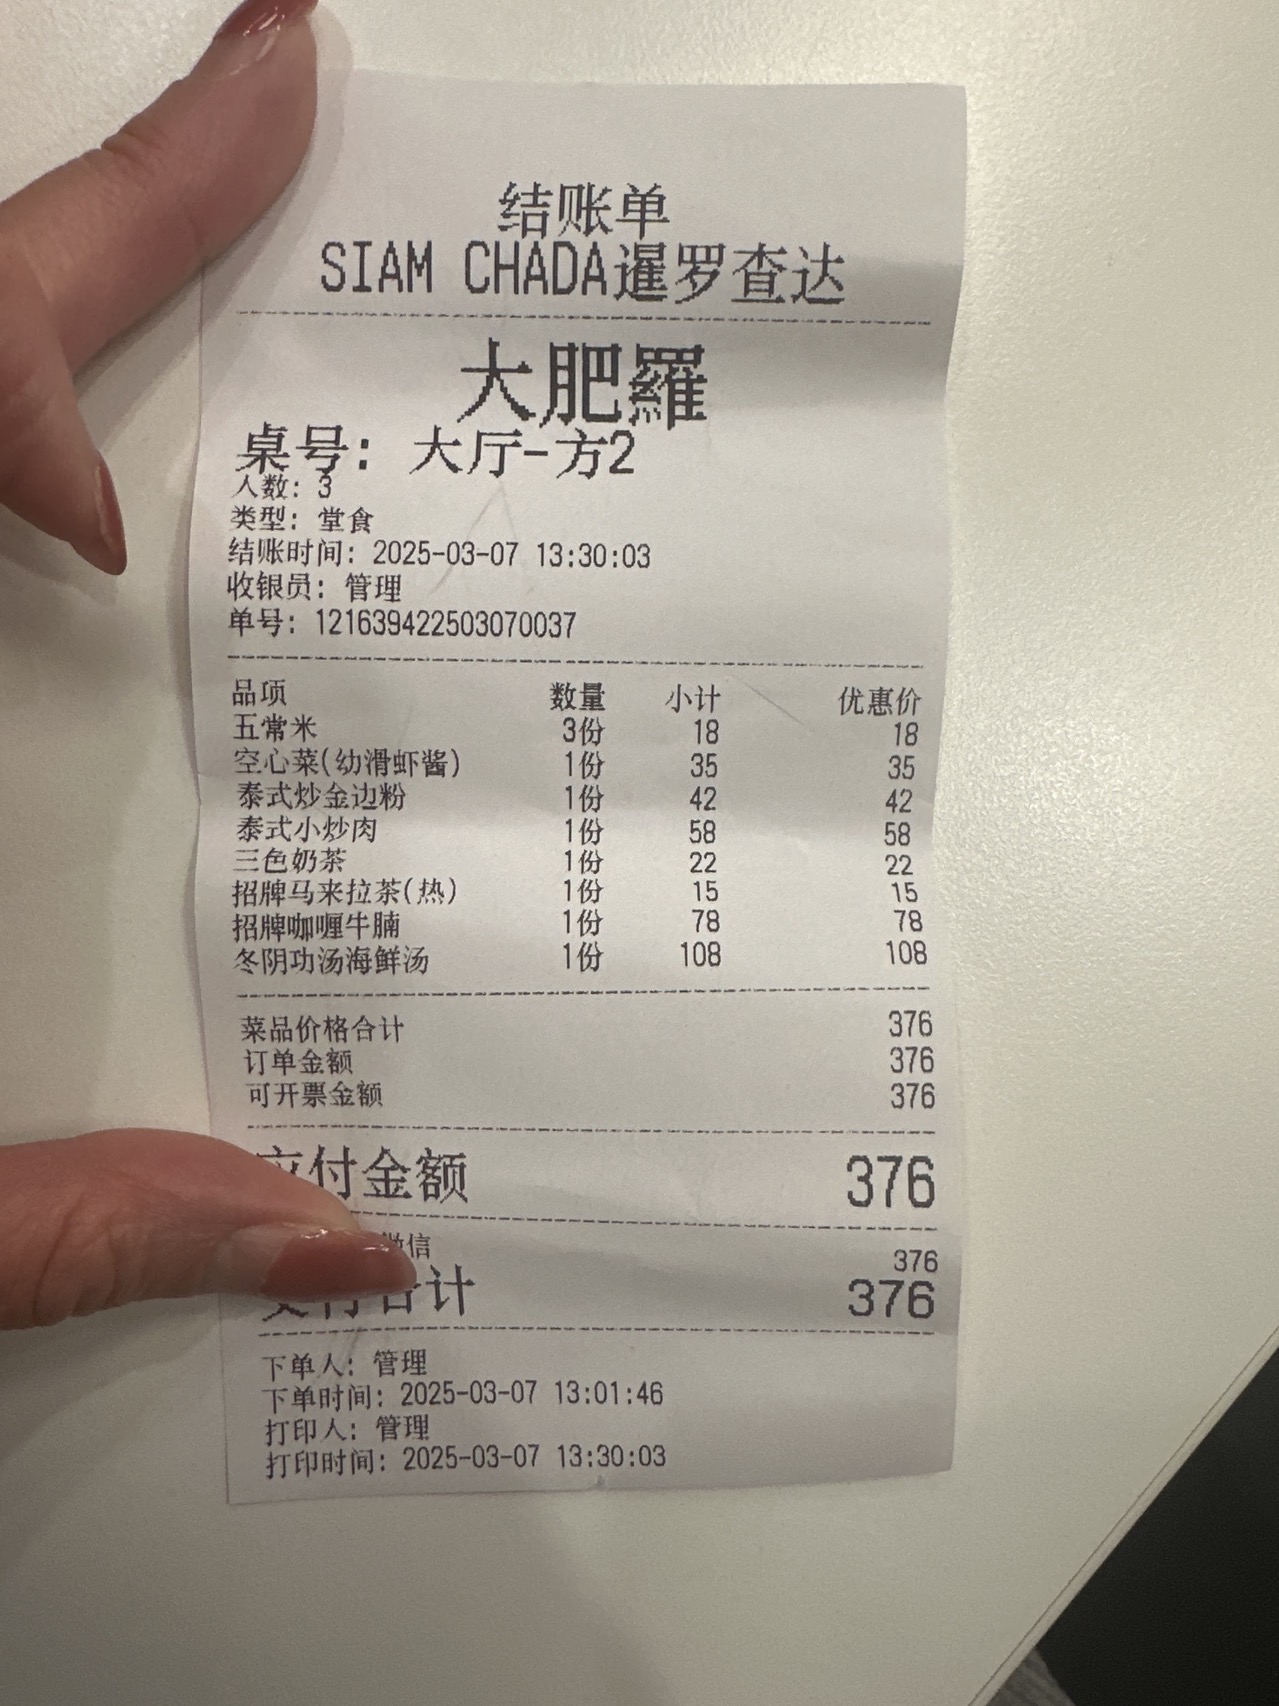 结账单
SIAM CHADA暹罗查达
大肥羅
桌号: 大厅-方2
人数: 3
类型: 堂食
结账时间: 2025-03-07 13:30:03
收银员: 管理
单号: 121639422503070037
品项 数量 小计 优惠价
五常米 3份 18 18
空心菜(幼滑虾酱) 1份 35 35
泰式炒金边粉 1份 42 42
泰式小炒肉 1份 58 58
三色奶茶 1份 22 22
招牌马来拉茶(热) 1份 15 15
招牌咖喱牛腩 1份 78 78
冬阴功汤海鲜汤 1份 108 108
菜品价格合计 376
订单金额 376
可开票金额 376
应付金额 376
微信 376
支付合计 376
下单人: 管理
下单时间: 2025-03-07 13:01:46
打印人: 管理
打印时间: 2025-03-07 13:30:03